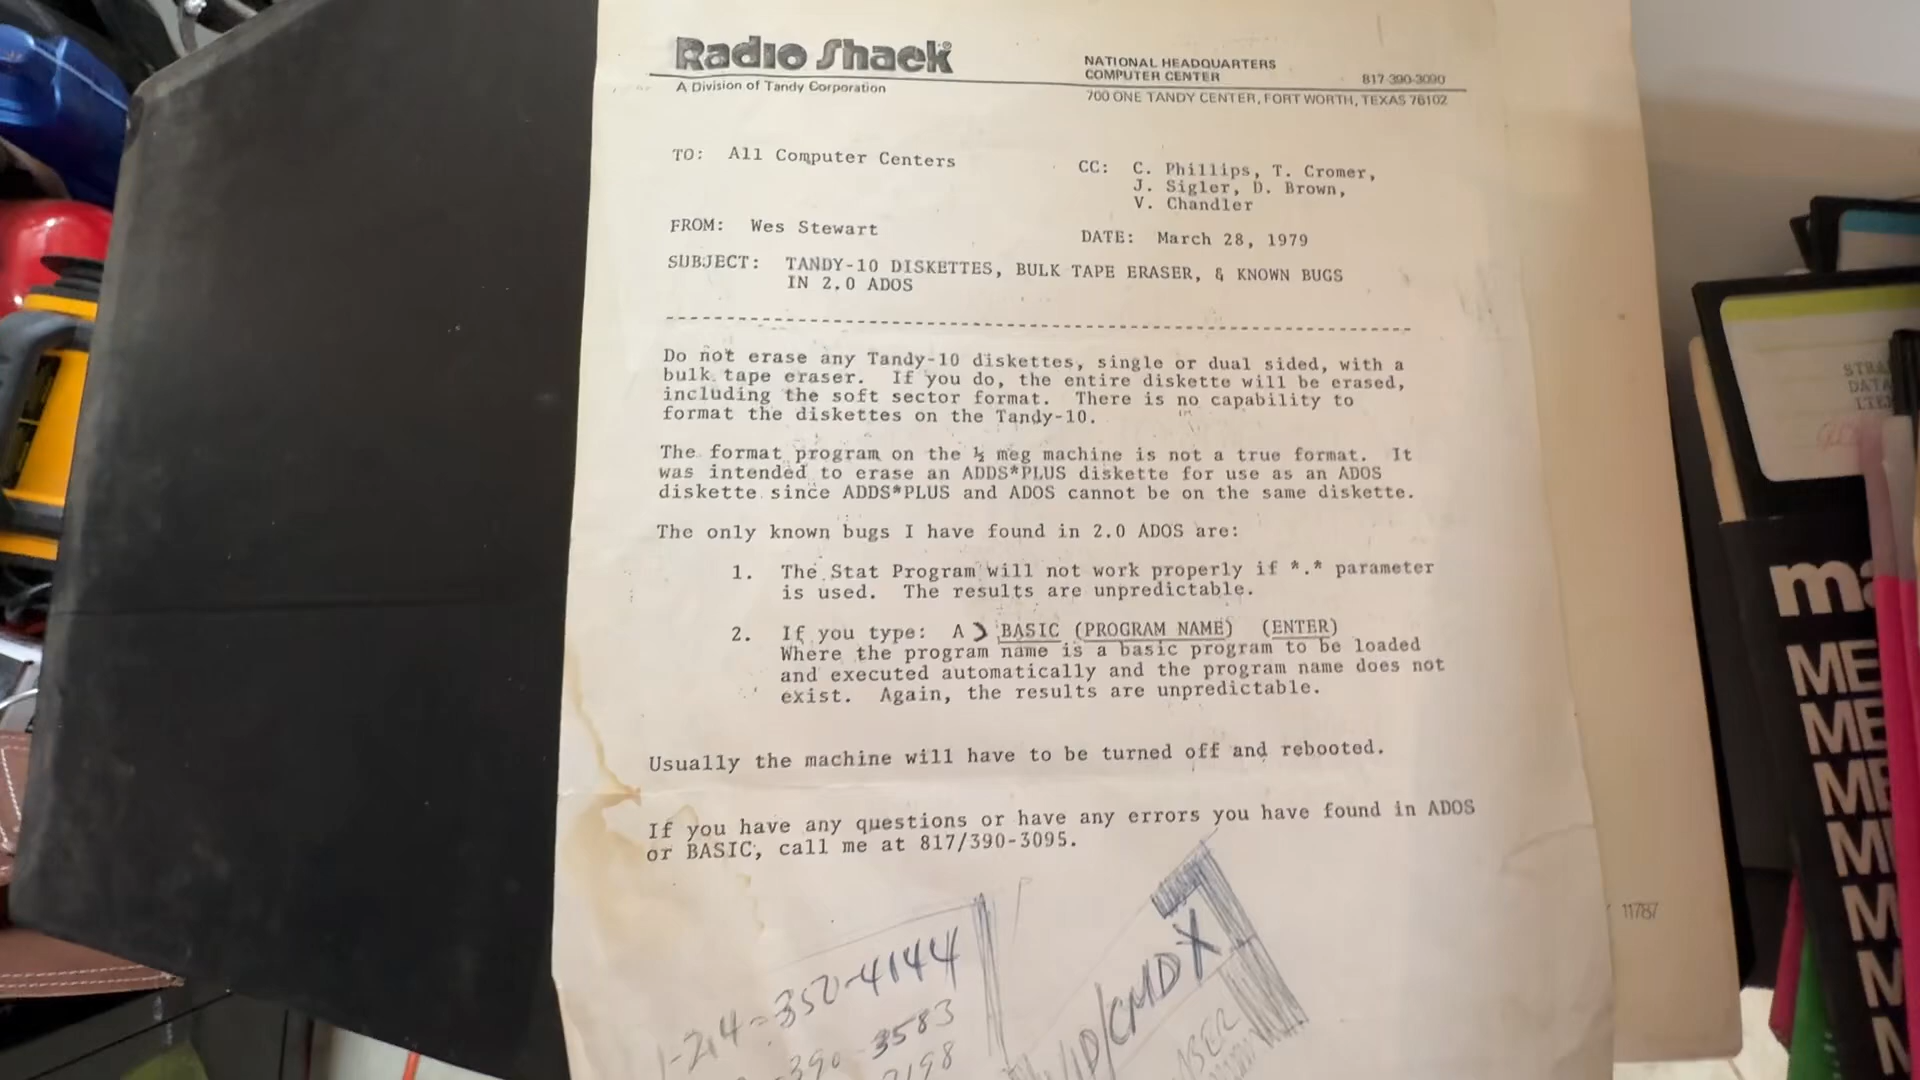 Radio Shack®
A Division of Tandy Corporation
NATIONAL HEADQUARTERS
COMPUTER CENTER
817-390-3090
700 ONE TANDY CENTER, FORT WORTH, TEXAS 76102
TO: All Computer Centers
CC: C. Phillips, T. Cromer,
J. Sigler, D. Brown,
V. Chandler
FROM: Wes Stewart
DATE: March 28, 1979
SUBJECT: TANDY-10 DISKETTES, BULK TAPE ERASER, & KNOWN BUGS
IN 2.0 ADOS
Do not erase any Tandy-10 diskettes, single or dual sided, with a
bulk tape eraser. If you do, the entire diskette will be erased,
including the soft sector format. There is no capability to
format the diskettes on the Tandy-10.
The format program on the ½ meg machine is not a true format. It
was intended to erase an ADDS*PLUS diskette for use as an ADOS
diskette since ADDS*PLUS and ADOS cannot be on the same diskette.
The only known bugs I have found in 2.0 ADOS are:
1. The Stat Program will not work properly if *.* parameter
is used. The results are unpredictable.
2. If you type: A> BASIC (PROGRAM NAME) (ENTER)
Where the program name is a basic program to be loaded
and executed automatically and the program name does not
exist. Again, the results are unpredictable.
Usually the machine will have to be turned off and rebooted.
If you have any questions or have any errors you have found in ADOS
or BASIC, call me at 817/390-3095.
1-214-350-4144
390 3583
2198
/CMD X
11787
DATA
ma